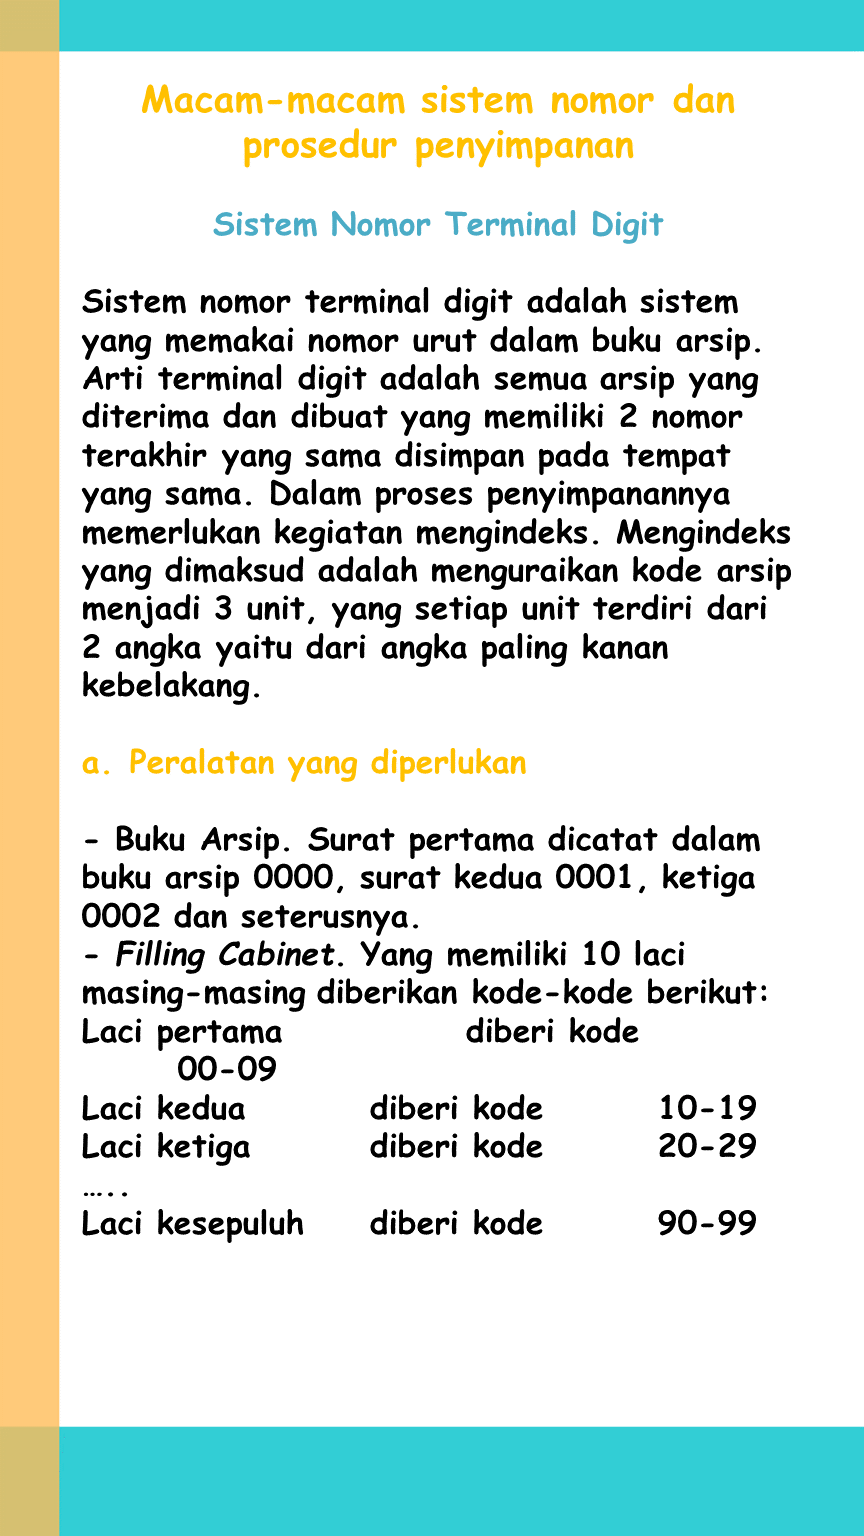 Macam-macam sistem nomor dan
prosedur penyimpanan
Sistem Nomor Terminal Digit
Sistem nomor terminal digit adalah sistem
yang memakai nomor urut dalam buku arsip.
Arti terminal digit adalah semua arsip yang
diterima dan dibuat yang memiliki 2 nomor
terakhir yang sama disimpan pada tempat
yang sama. Dalam proses penyimpanannya
memerlukan kegiatan mengindeks. Mengindeks
yang dimaksud adalah menguraikan kode arsip
menjadi 3 unit, yang setiap unit terdiri dari
2 angka yaitu dari angka paling kanan
kebelakang.
a. Peralatan yang diperlukan
- Buku Arsip. Surat pertama dicatat dalam
buku arsip 0000, surat kedua 0001, ketiga
0002 dan seterusnya.
- Filling Cabinet. Yang memiliki 10 laci
masing-masing diberikan kode-kode berikut:
Laci pertama diberi kode
00-09
Laci kedua diberi kode 10-19
Laci ketiga diberi kode 20-29
…..
Laci kesepuluh diberi kode 90-99